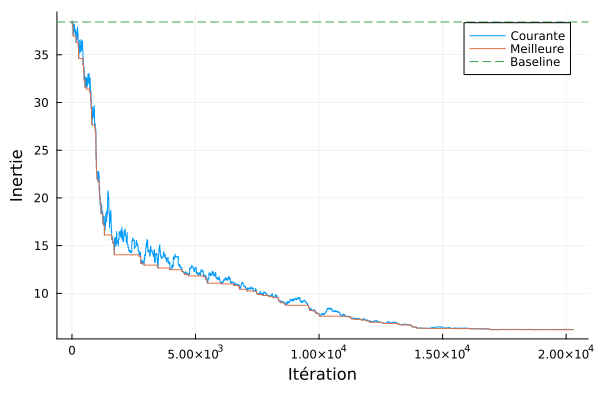 Courante
Meilleure
Baseline
35
30
25
20
15
10
Inertie
0 5.00×10³ 1.00×10⁴ 1.50×10⁴ 2.00×10⁴
Itération